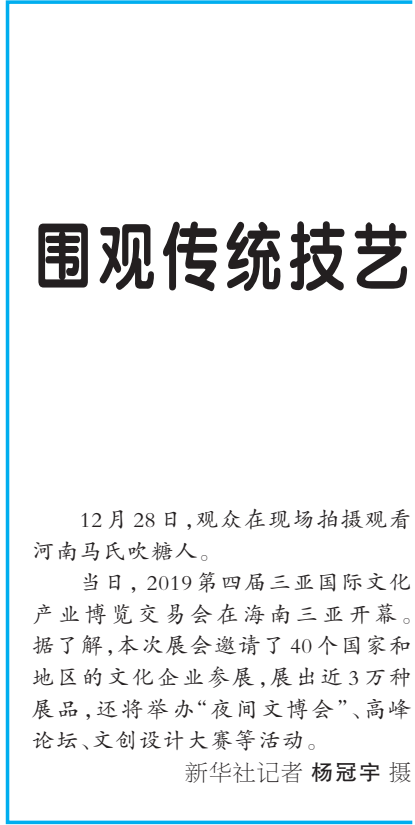 围观传统技艺
12月28日,观众在现场拍摄观看
河南马氏吹糖人。
当日, 2019第四届三亚国际文化
产业博览交易会在海南三亚开幕。
据了解,本次展会邀请了40个国家和
地区的文化企业参展,展出近3万种
展品,还将举办“夜间文博会”、高峰
论坛、文创设计大赛等活动。
新华社记者 杨冠宇 摄